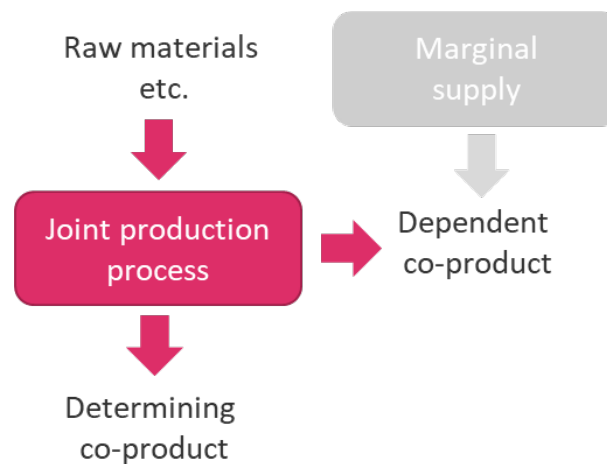 Raw materials
etc.
Marginal
supply
Joint production
process
Dependent
co-product
Determining
co-product